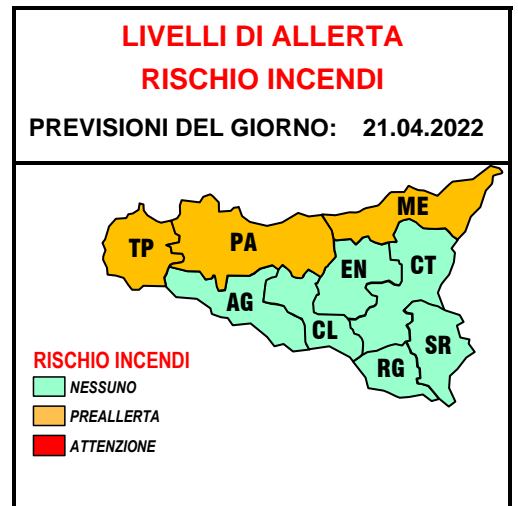 LIVELLI DI ALLERTA
RISCHIO INCENDI
PREVISIONI DEL GIORNO: 21.04.2022
ME
TP
PA
EN
CT
AG
CL
SR
RG
RISCHIO INCENDI
NESSUNO
PREALLERTA
ATTENZIONE